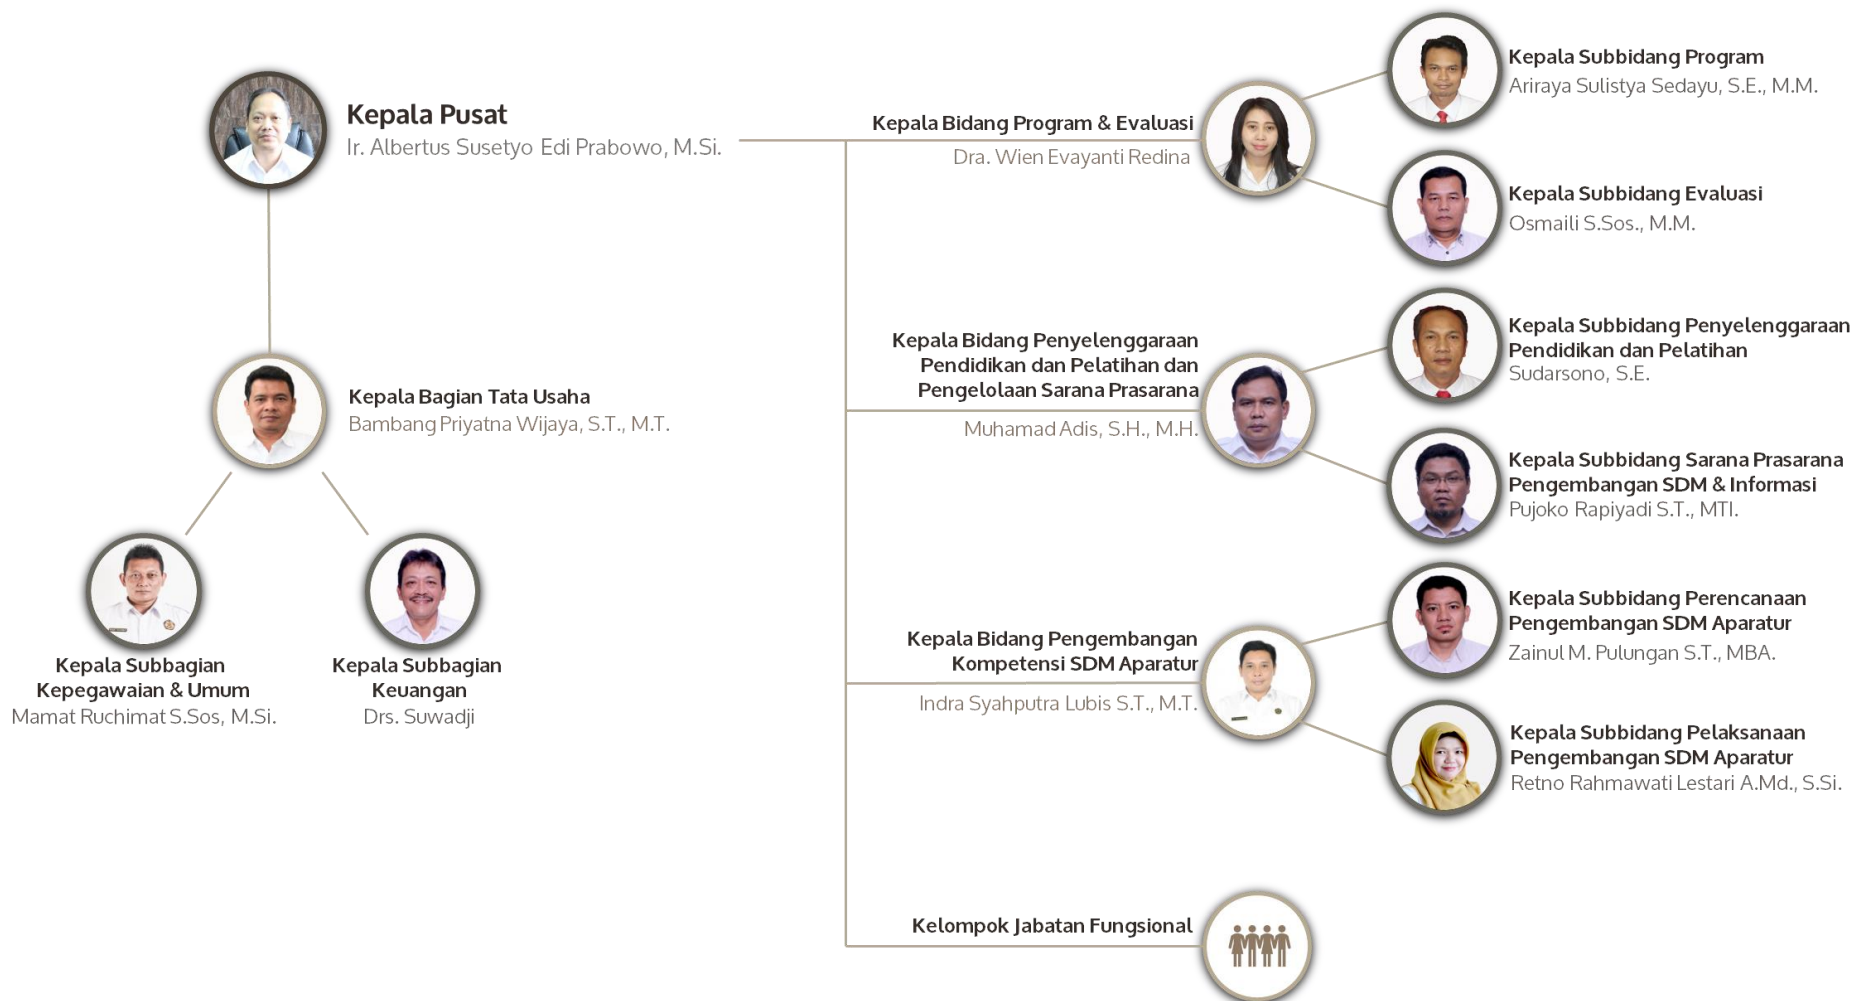 Kepala Pusat
Ir. Albertus Susetyo Edi Prabowo, M.Si.
Kepala Bagian Tata Usaha
Bambang Priyatna Wijaya, S.T., M.T.
Kepala Subbagian
Kepegawaian & Umum
Mamat Ruchimat S.Sos, M.Si.
Kepala Subbagian
Keuangan
Drs. Suwadji
Kepala Bidang Program & Evaluasi
Dra. Wien Evayanti Redina
Kepala Subbidang Program
Ariraya Sulistya Sedayu, S.E., M.M.
Kepala Subbidang Evaluasi
Osmaili S.Sos., M.M.
Kepala Bidang Penyelenggaraan
Pendidikan dan Pelatihan dan
Pengelolaan Sarana Prasarana
Muhamad Adis, S.H., M.H.
Kepala Subbidang Penyelenggaraan
Pendidikan dan Pelatihan
Sudarsono, S.E.
Kepala Subbidang Sarana Prasarana
Pengembangan SDM & Informasi
Pujoko Rapiyadi S.T., MTI.
Kepala Bidang Pengembangan
Kompetensi SDM Aparatur
Indra Syahputra Lubis S.T., M.T.
Kepala Subbidang Perencanaan
Pengembangan SDM Aparatur
Zainul M. Pulungan S.T., MBA.
Kepala Subbidang Pelaksanaan
Pengembangan SDM Aparatur
Retno Rahmawati Lestari A.Md., S.Si.
Kelompok Jabatan Fungsional